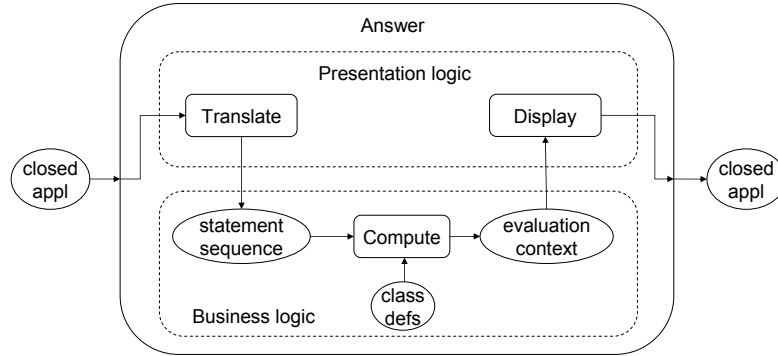 Answer
Presentation logic
Translate
Display
closed
appl
closed
appl
statement
sequence
Compute
evaluation
context
class
defs
Business logic